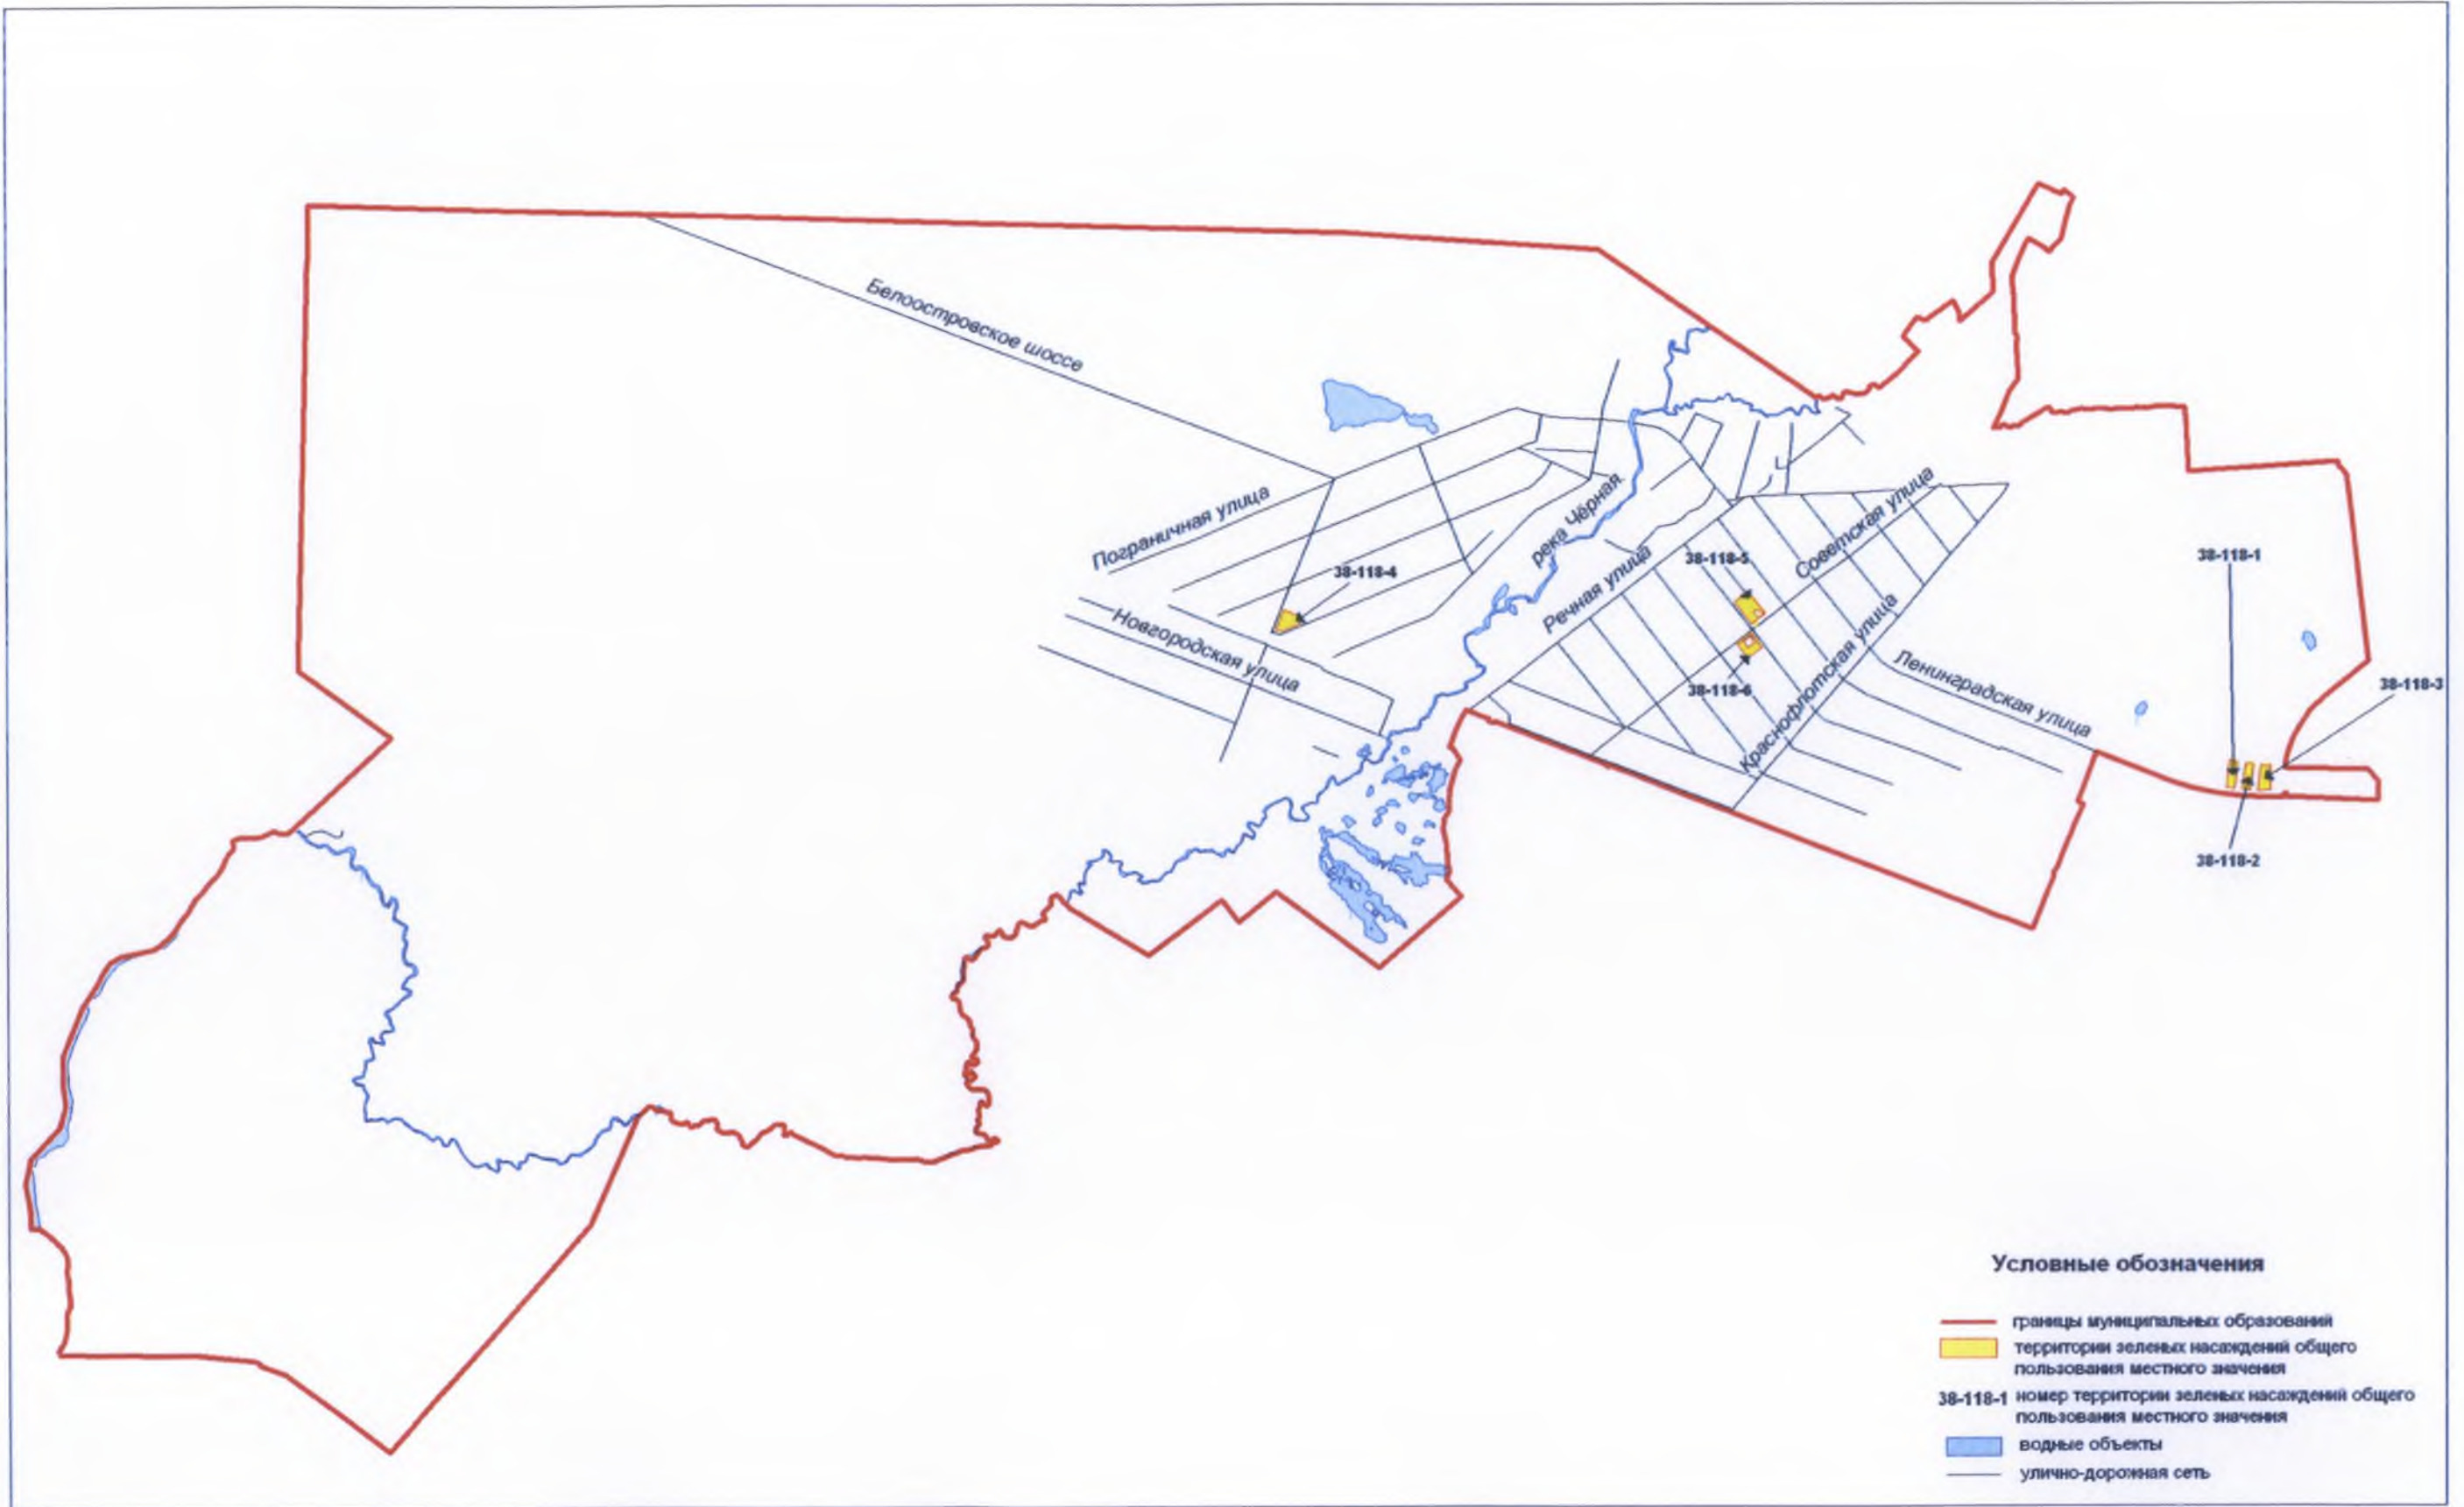 Белоостровское шоссе
Пограничная улица
река Чёрная
Советская улица
38-118-1
38-118-5
38-118-4
Речная улица
Новгородская улица
Краснофлотская улица
Ленинградская улица
38-118-3
38-118-6
38-118-2
Условные обозначения
границы муниципальных образований
территории зеленых насаждений общего
пользования местного значения
38-118-1 номер территории зеленых насаждений общего
пользования местного значения
водные объекты
улично-дорожная сеть